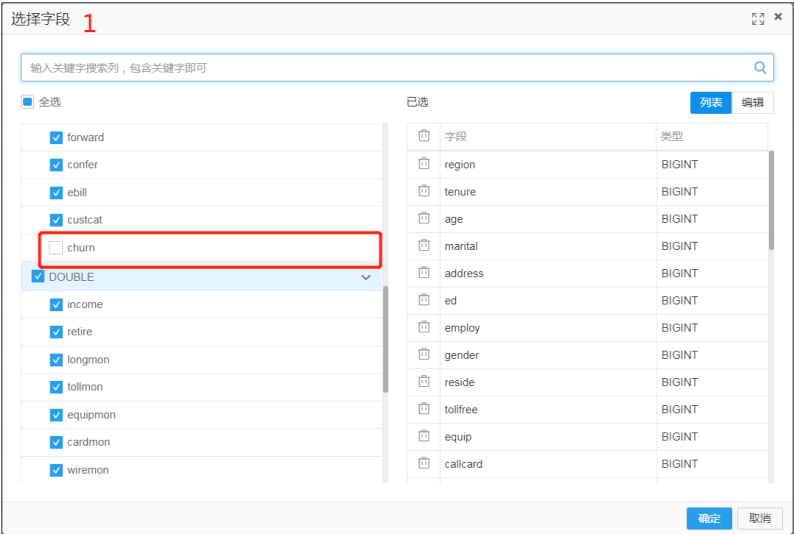 选择字段 1
输入关键字搜索列，包含关键字即可
全选
forward
confer
ebill
custcat
churn
DOUBLE
income
retire
longmon
tollmon
equipmon
cardmon
wiremon
已选 列表 编辑
字段 类型
region BIGINT
tenure BIGINT
age BIGINT
marital BIGINT
address BIGINT
ed BIGINT
employ BIGINT
gender BIGINT
reside BIGINT
tollfree BIGINT
equip BIGINT
callcard BIGINT
确定 取消